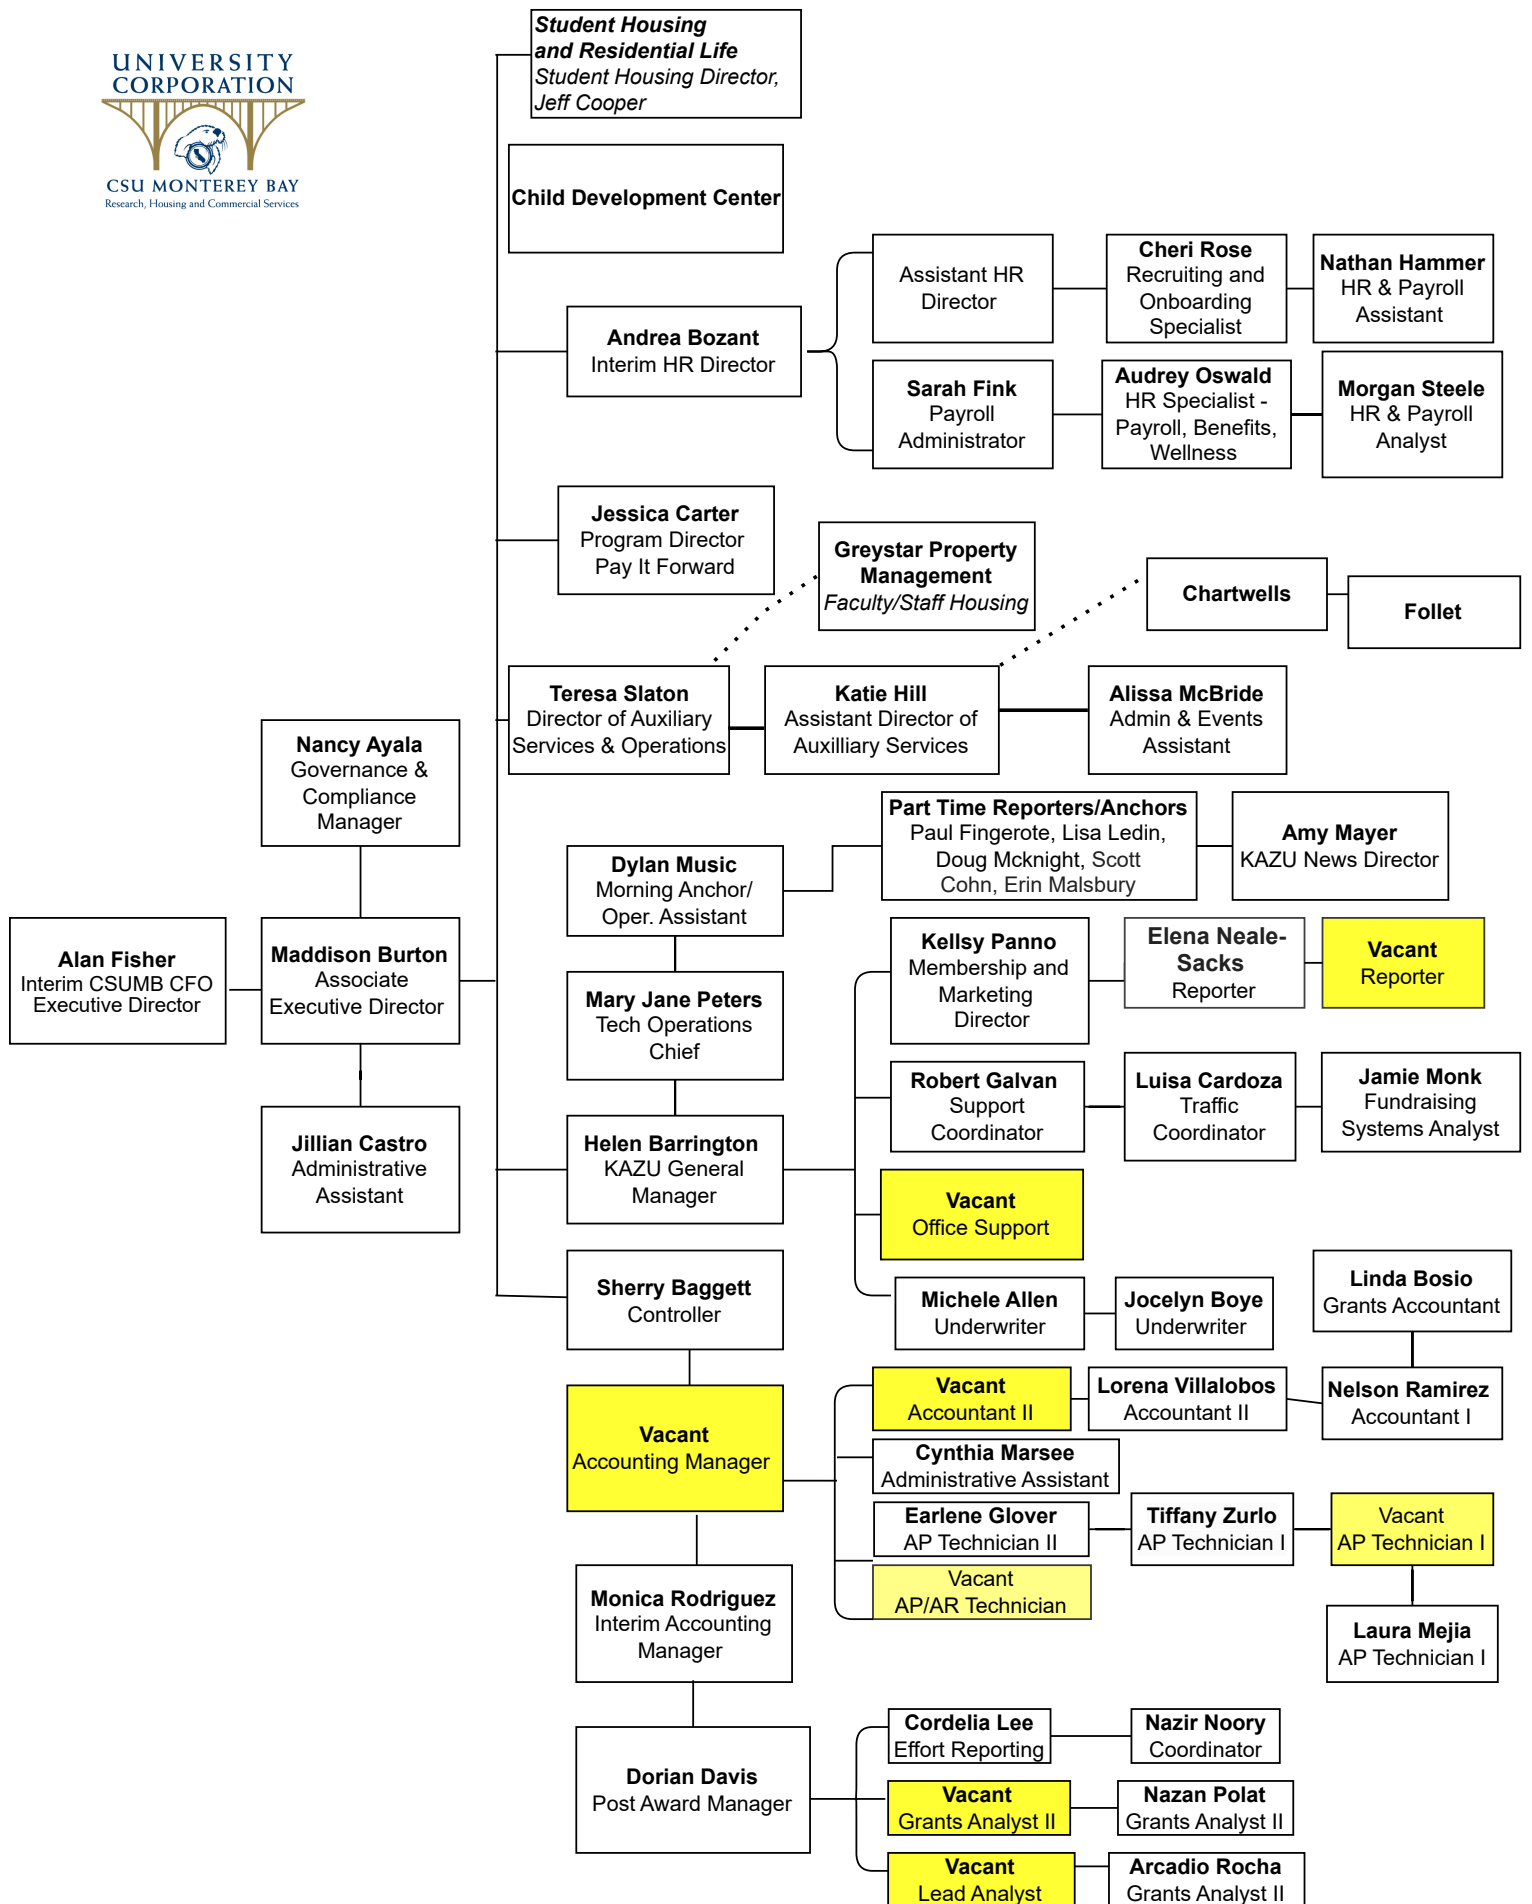 UNIVERSITY
CORPORATION
CSU MONTEREY BAY
Research, Housing and Commercial Services
Student Housing
and Residential Life
Student Housing Director,
Jeff Cooper
Child Development Center
Andrea Bozant
Interim HR Director
Assistant HR
Director
Cheri Rose
Recruiting and
Onboarding
Specialist
Nathan Hammer
HR & Payroll
Assistant
Sarah Fink
Payroll
Administrator
Audrey Oswald
HR Specialist -
Payroll, Benefits,
Wellness
Morgan Steele
HR & Payroll
Analyst
Jessica Carter
Program Director
Pay It Forward
Greystar Property
Management
Faculty/Staff Housing
Chartwells
Follet
Teresa Slaton
Director of Auxiliary
Services & Operations
Katie Hill
Assistant Director of
Auxilliary Services
Alissa McBride
Admin & Events
Assistant
Nancy Ayala
Governance &
Compliance
Manager
Alan Fisher
Interim CSUMB CFO
Executive Director
Maddison Burton
Associate
Executive Director
Jillian Castro
Administrative
Assistant
Dylan Music
Morning Anchor/
Oper. Assistant
Part Time Reporters/Anchors
Paul Fingerote, Lisa Ledin,
Doug Mcknight, Scott
Cohn, Erin Malsbury
Amy Mayer
KAZU News Director
Mary Jane Peters
Tech Operations
Chief
Helen Barrington
KAZU General
Manager
Kellsy Panno
Membership and
Marketing
Director
Elena Neale-
Sacks
Reporter
Vacant
Reporter
Robert Galvan
Support
Coordinator
Luisa Cardoza
Traffic
Coordinator
Jamie Monk
Fundraising
Systems Analyst
Vacant
Office Support
Michele Allen
Underwriter
Jocelyn Boye
Underwriter
Sherry Baggett
Controller
Linda Bosio
Grants Accountant
Vacant
Accounting Manager
Vacant
Accountant II
Lorena Villalobos
Accountant II
Nelson Ramirez
Accountant I
Cynthia Marsee
Administrative Assistant
Earlene Glover
AP Technician II
Tiffany Zurlo
AP Technician I
Vacant
AP Technician I
Vacant
AP/AR Technician
Laura Mejia
AP Technician I
Monica Rodriguez
Interim Accounting
Manager
Dorian Davis
Post Award Manager
Cordelia Lee
Effort Reporting
Nazir Noory
Coordinator
Vacant
Grants Analyst II
Nazan Polat
Grants Analyst II
Vacant
Lead Analyst
Arcadio Rocha
Grants Analyst II